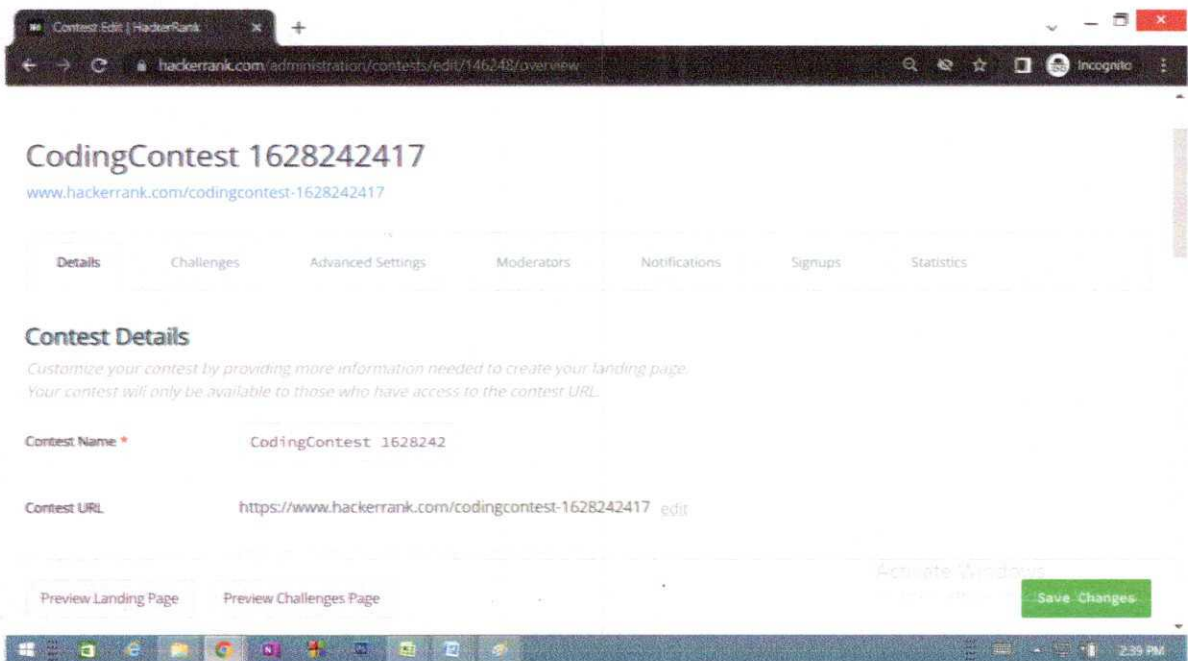 Contest Edit | HackerRank
hackerrank.com/administration/contests/edit/146248/overview
Incognito
CodingContest 1628242417
www.hackerrank.com/codingcontest-1628242417
Details Challenges Advanced Settings Moderators Notifications Signups Statistics
Contest Details
Customize your contest by providing more information needed to create your landing page.
Your contest will only be available to those who have access to the contest URL.
Contest Name * CodingContest 1628242
Contest URL https://www.hackerrank.com/codingcontest-1628242417 edit
Activate Windows
Preview Landing Page Preview Challenges Page Save Changes
2:39 PM